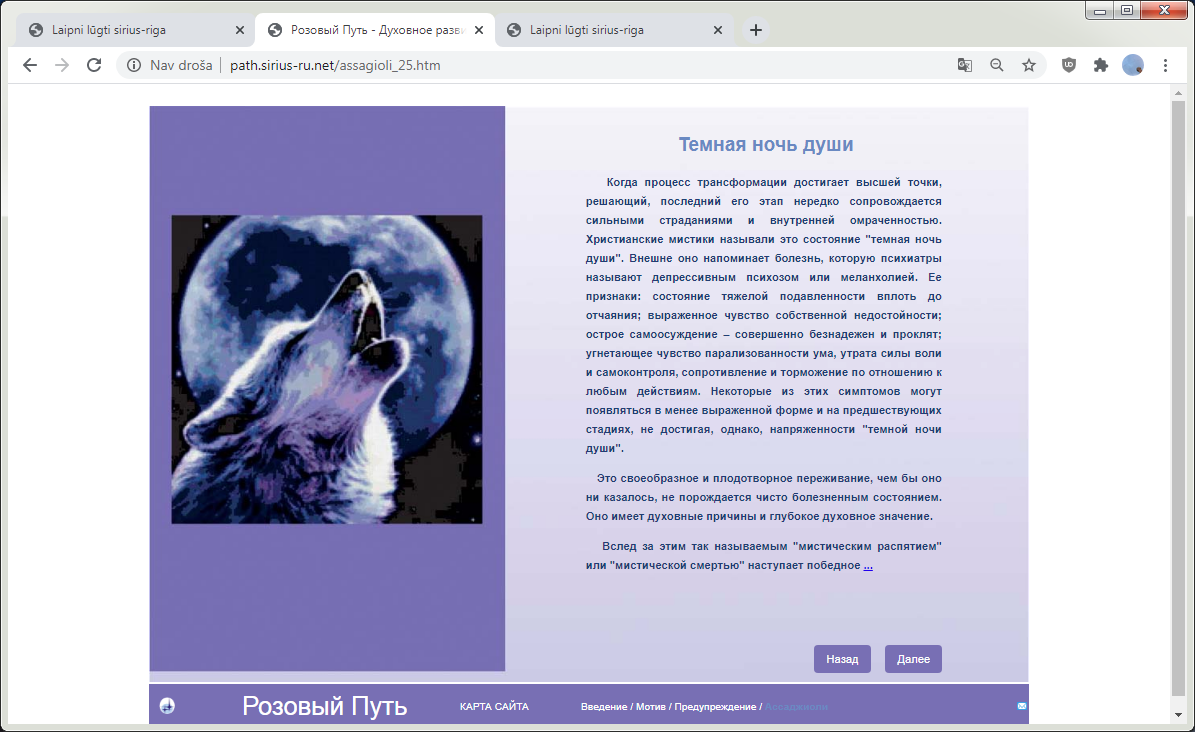 Laipni lūgti sirius-riga
Розовый Путь - Духовное разви
Laipni lūgti sirius-riga
Nav droša
path.sirius-ru.net/assagioli_25.htm
Темная ночь души
Когда процесс трансформации достигает высшей точки,
решающий, последний его этап нередко сопровождается
сильными страданиями и внутренней омраченностью.
Христианские мистики называли это состояние "темная ночь
души". Внешне оно напоминает болезнь, которую психиатры
называют депрессивным психозом или меланхолией. Ее
признаки: состояние тяжелой подавленности вплоть до
отчаяния; выраженное чувство собственной недостойности;
острое самоосуждение – совершенно безнадежен и проклят;
угнетающее чувство парализованности ума, утрата силы воли
и самоконтроля, сопротивление и торможение по отношению к
любым действиям. Некоторые из этих симптомов могут
появляться в менее выраженной форме и на предшествующих
стадиях, не достигая, однако, напряженности "темной ночи
души".
Это своеобразное и плодотворное переживание, чем бы оно
ни казалось, не порождается чисто болезненным состоянием.
Оно имеет духовные причины и глубокое духовное значение.
Вслед за этим так называемым "мистическим распятием"
или "мистической смертью" наступает победное ...
Назад
Далее
Розовый Путь
КАРТА САЙТА
Введение / Мотив / Предупреждение /